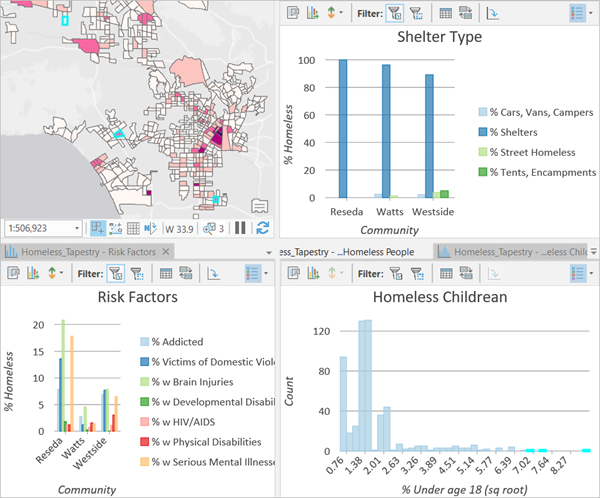 1:506,923
W 33.9
3
Filter:
Shelter Type
100
80
60
40
20
0
% Homeless
Reseda
Watts
Westside
Community
% Cars, Vans, Campers
% Shelters
% Street Homeless
% Tents, Encampments
Homeless_Tapestry - Risk Factors
Filter:
Risk Factors
20
15
10
5
0
% Homeless
Reseda
Watts
Westside
Community
% Addicted
% Victims of Domestic Viol
% w Brain Injuries
% w Developmental Disabil
% w HIV/AIDS
% w Physical Disabilities
% w Serious Mental Illnesse
less_Tapestry - ...Homeless People
Homeless_Tapestry - ...eless Chil
Filter:
Homeless Childrean
120
80
40
0
Count
0.76
1.38
2.01
2.63
3.26
3.89
4.51
5.14
5.77
6.39
7.02
7.64
8.27
% Under age 18 (sq root)